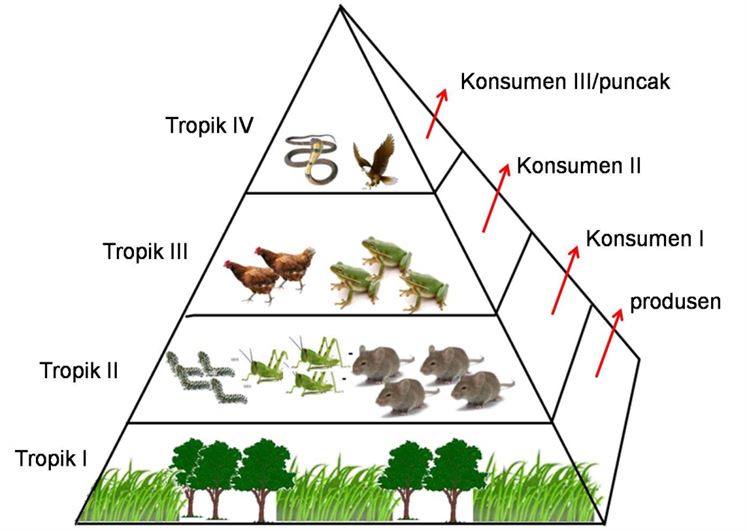 Konsumen III/puncak
Tropik IV
Konsumen II
Tropik III
Konsumen I
produsen
Tropik II
Tropik I